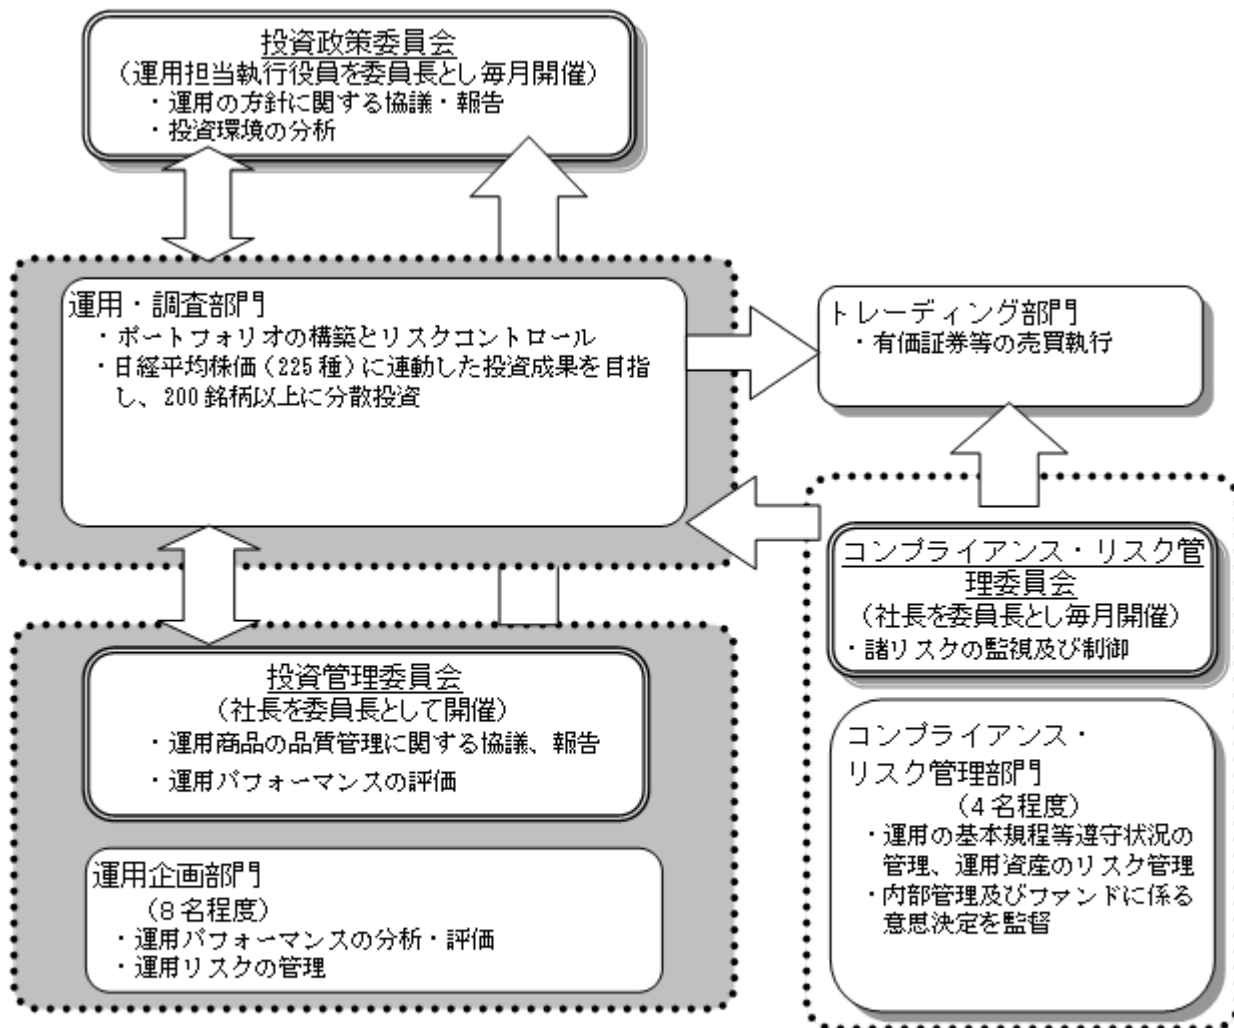 投資政策委員会
(運用担当執行役員を委員長とし毎月開催)
・運用の方針に関する協議・報告
・投資環境の分析
運用・調査部門
・ポートフォリオの構築とリスクコントロール
・日経平均株価(225種)に連動した投資成果を目指
し、200銘柄以上に分散投資
トレーディング部門
・有価証券等の売買執行
コンプライアンス・リスク管
理委員会
(社長を委員長とし毎月開催)
・諸リスクの監視及び制御
投資管理委員会
(社長を委員長として開催)
・運用商品の品質管理に関する協議、報告
・運用パフォーマンスの評価
コンプライアンス・
リスク管理部門
(4名程度)
・運用の基本規程等遵守状況の
管理、運用資産のリスク管理
・内部管理及びファンドに係る
意思決定を監督
運用企画部門
(8名程度)
・運用パフォーマンスの分析・評価
・運用リスクの管理